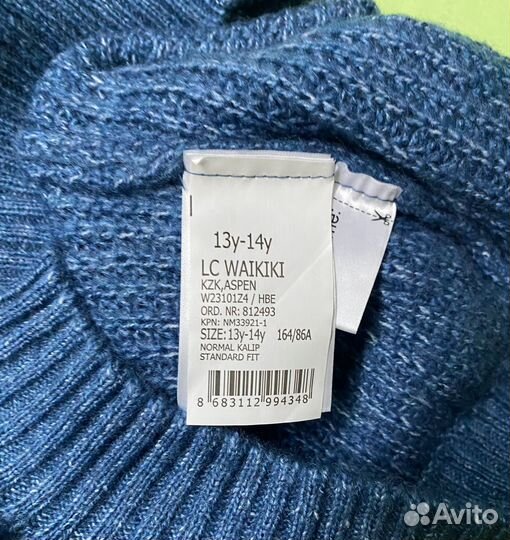 13y-14y
LC WAIKIKI
KZK,ASPEN
W23101Z4 / HBE
ORD. NR: 812493
KPN: NM33921-1
SIZE: 13y-14y 164/86A
NORMAL KALIP
STANDARD FIT
8 683112 994348
Avito